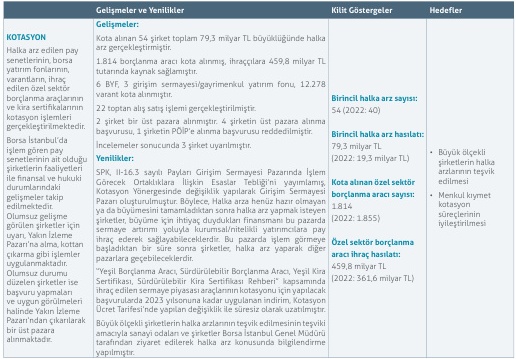 Gelişmeler ve Yenilikler
Kilit Göstergeler
Hedefler
KOTASYON
Halka arz edilen pay
senetlerinin, borsa
yatırım fonlarının,
varantların, ihraç
edilen özel sektör
borçlanma araçlarının
ve kira sertifikalarının
kotasyon işlemleri
gerçekleştirilmektedir.
Borsa İstanbul'da
işlem gören pay
senetlerinin ait olduğu
şirketlerin faaliyetleri
ile finansal ve hukuki
durumlarındaki
gelişmeler takip
edilmektedir.
Olumsuz gelişme
görülen şirketler için
uyarı, Yakın İzleme
Pazarı'na alma, kottan
çıkarma gibi işlemler
uygulanmaktadır.
Olumsuz durumu
düzelen şirketler ise
başvuru yapmaları
ve uygun görülmeleri
halinde Yakın İzleme
Pazarı'ndan çıkarılarak
bir üst pazara
alınmaktadır.
Gelişmeler:
Kota alınan 54 şirket toplam 79,3 milyar TL büyüklüğünde halka
arz gerçekleştirmiştir.
1.814 borçlanma aracı kota alınmış, ihraççılara 459,8 milyar TL
tutarında kaynak sağlamıştır.
6 BYF, 3 girişim sermayesi/gayrimenkul yatırım fonu, 12.278
varant kota alınmıştır.
22 toptan alış satış işlemi gerçekleştirilmiştir.
2 şirket bir üst pazara alınmıştır. 4 şirketin üst pazara alınma
başvurusu, 1 şirketin PÖİP'e alınma başvurusu reddedilmiştir.
İncelemeler sonucunda 3 şirket uyarılmıştır.
Yenilikler:
SPK, II-16.3 sayılı Payları Girişim Sermayesi Pazarında İşlem
Görecek Ortaklıklara İlişkin Esaslar Tebliği'ni yayımlamış,
Kotasyon Yönergesinde değişiklik yapılarak Girişim Sermayesi
Pazarı oluşturulmuştur. Böylece, Halka arza henüz hazır olmayan
ya da büyümesini tamamladıktan sonra halka arz yapmak isteyen
şirketler, büyüme için ihtiyaç duydukları finansmanı bu pazarda
sermaye artırımı yoluyla kurumsal/nitelikli yatırımcılara pay
ihraç ederek sağlayabileceklerdir. Bu pazarda işlem görmeye
başladıktan bir süre sonra şirketler, halka arz yaparak diğer
pazarlara geçebileceklerdir.
"Yeşil Borçlanma Aracı, Sürdürülebilir Borçlanma Aracı, Yeşil Kira
Sertifikası, Sürdürülebilir Kira Sertifikası Rehberi" kapsamında
ihraç edilen sermaye piyasası araçlarının kotasyonu için yapılacak
başvurularda 2023 yılsonuna kadar uygulanan indirim, Kotasyon
Ücret Tarifesi'nde yapılan değişiklik ile süresiz olarak uzatılmıştır.
Büyük ölçekli şirketlerin halka arzlarının teşvik edilmesinin teşviki
amacıyla sanayi odaları ve şirketler Borsa İstanbul Genel Müdürü
tarafından ziyaret edilerek halka arz konusunda bilgilendirme
yapılmıştır.
Birincil halka arz sayısı:
54 (2022: 40)
Birincil halka arz hasılatı:
79,3 milyar TL
(2022: 19,3 milyar TL)
Kota alınan özel sektör
borçlanma aracı sayısı:
1.814
(2022: 1.855)
Özel sektör borçlanma
aracı ihraç tutarı:
459,8 milyar TL
(2022: 361,6 milyar TL)
• Büyük ölçekli
şirketlerin halka
arzlarının teşvik
edilmesi
• Menkul kıymet
kotasyon
süreçlerinin
iyileştirilmesi